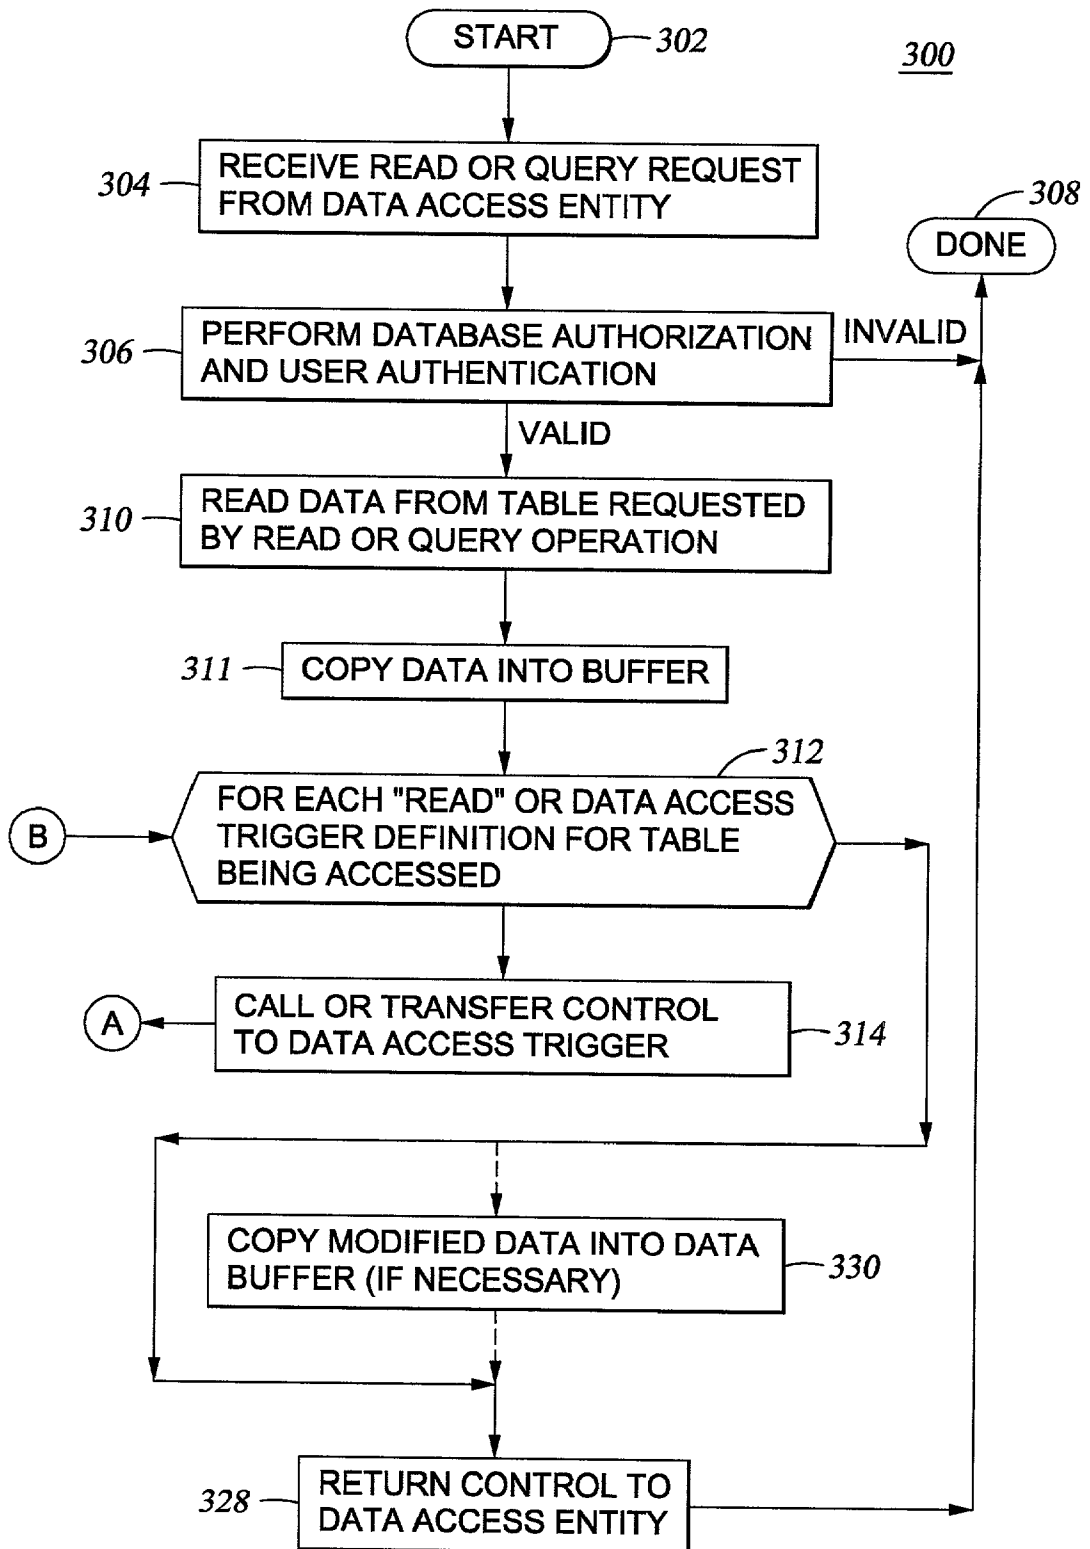 START
302
300
RECEIVE READ OR QUERY REQUEST
FROM DATA ACCESS ENTITY
304
308
DONE
PERFORM DATABASE AUTHORIZATION
AND USER AUTHENTICATION
306
INVALID
VALID
READ DATA FROM TABLE REQUESTED
BY READ OR QUERY OPERATION
310
311
COPY DATA INTO BUFFER
312
FOR EACH "READ" OR DATA ACCESS
TRIGGER DEFINITION FOR TABLE
BEING ACCESSED
B
CALL OR TRANSFER CONTROL
TO DATA ACCESS TRIGGER
A
314
COPY MODIFIED DATA INTO DATA
BUFFER (IF NECESSARY)
330
RETURN CONTROL TO
DATA ACCESS ENTITY
328